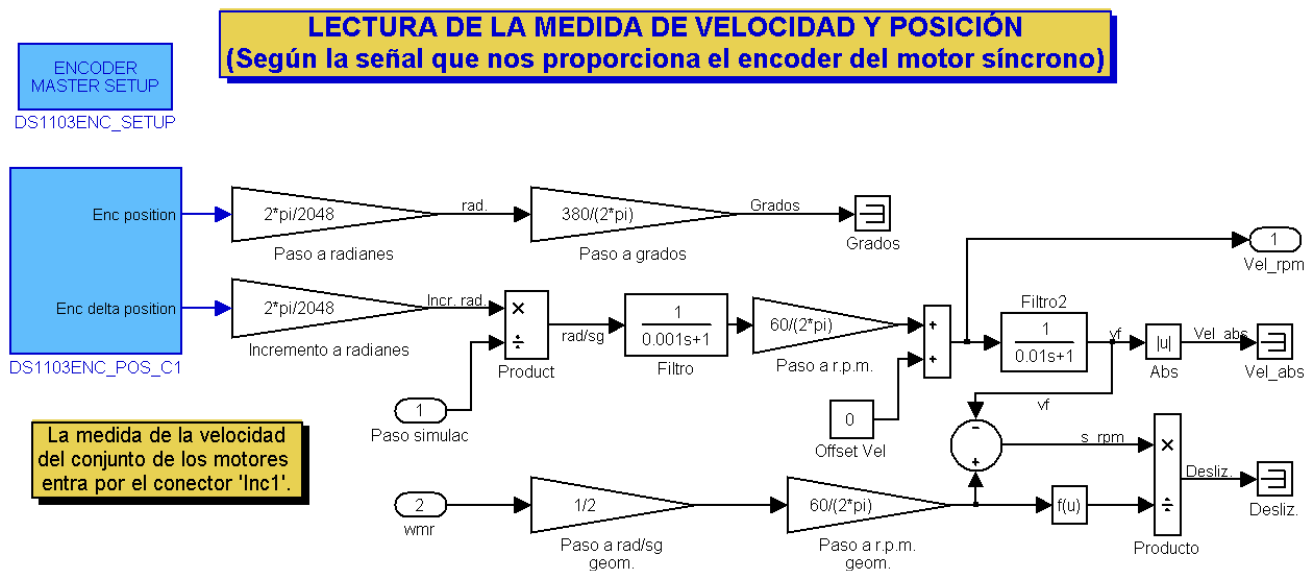 LECTURA DE LA MEDIDA DE VELOCIDAD Y POSICIÓN
(Según la señal que nos proporciona el encoder del motor síncrono)
ENCODER
MASTER SETUP
DS1103ENC_SETUP
Enc position
2*pi/2048
Paso a radianes
rad.
380/(2*pi)
Paso a grados
Grados
Grados
1
Vel_rpm
Enc delta position
DS1103ENC_POS_C1
2*pi/2048
Incremento a radianes
Incr. rad.
×
÷
Product
rad/sg
1
0.001s+1
Filtro
60/(2*pi)
Paso a r.p.m.
+
+
Filtro2
1
0.01s+1
vf
|u|
Abs
Vel_abs
Vel_abs
1
Paso simulac
0
Offset Vel
vf
-
+
s_rpm
×
÷
Producto
Desliz.
Desliz.
La medida de la velocidad
del conjunto de los motores
entra por el conector 'Inc1'.
2
wmr
1/2
Paso a rad/sg
geom.
60/(2*pi)
Paso a r.p.m.
geom.
f(u)